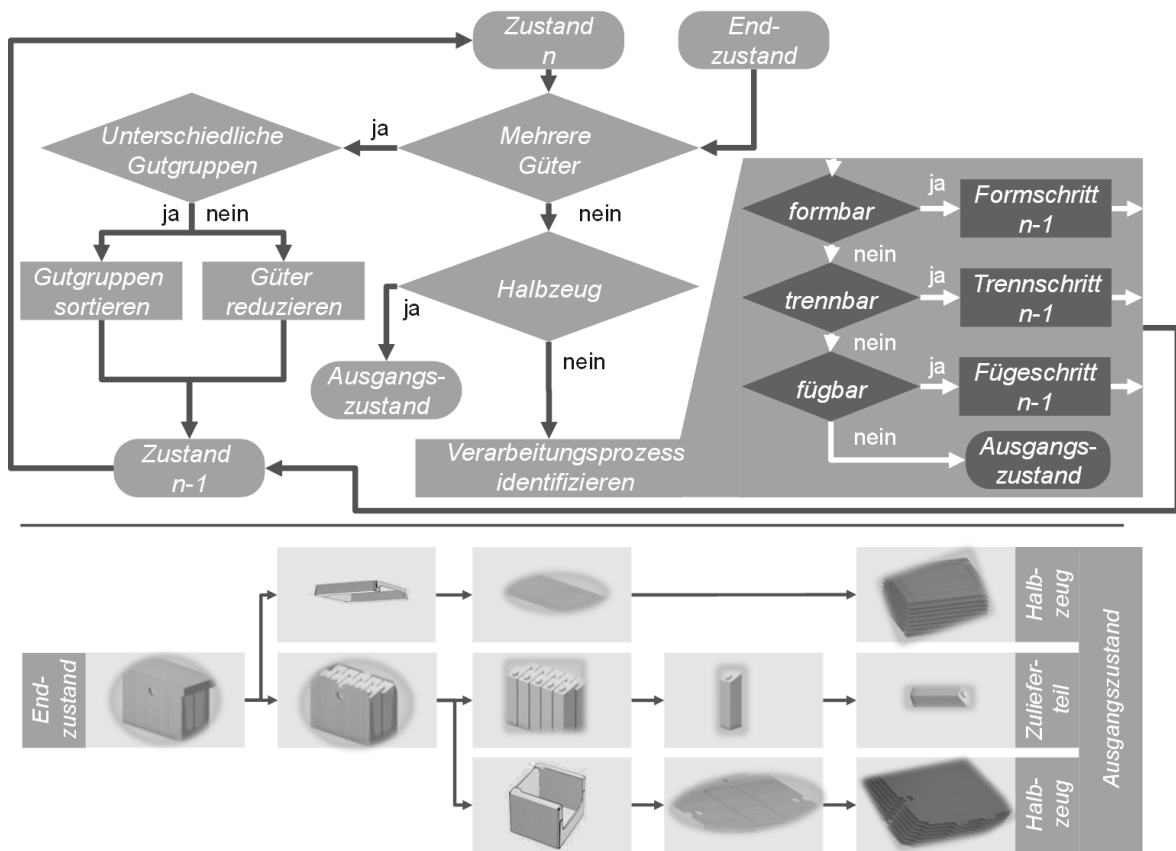 Zustand
n
End-
zustand
Unterschiedliche
Gutgruppen
ja
Mehrere
Güter
ja
nein
nein
Gutgruppen
sortieren
Güter
reduzieren
Halbzeug
ja
nein
Ausgangs-
zustand
Zustand
n-1
Verarbeitungsprozess
identifizieren
formbar
ja
Formschritt
n-1
nein
trennbar
ja
Trennschritt
n-1
nein
fügbar
ja
Fügeschritt
n-1
nein
Ausgangs-
zustand
End-
zustand
Halb-
zeug
Zuliefer-
teil
Halb-
zeug
Ausgangszustand